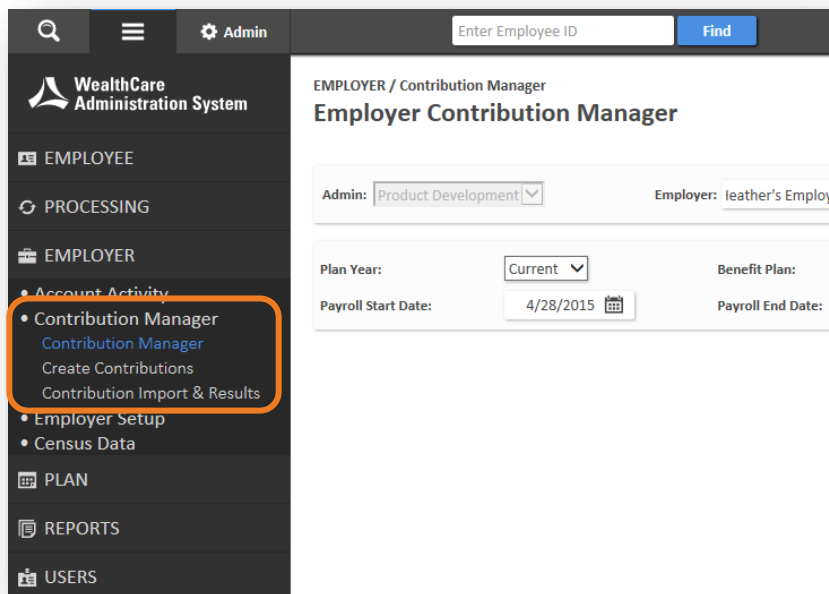 Admin
Enter Employee ID
Find
WealthCare
Administration System
EMPLOYEE
PROCESSING
EMPLOYER
• Account Activity
• Contribution Manager
Contribution Manager
Create Contributions
Contribution Import & Results
• Employer Setup
• Census Data
PLAN
REPORTS
USERS
EMPLOYER / Contribution Manager
Employer Contribution Manager
Admin: Product Development
Employer: Heather's Employ
Plan Year: Current
Benefit Plan:
Payroll Start Date: 4/28/2015
Payroll End Date: